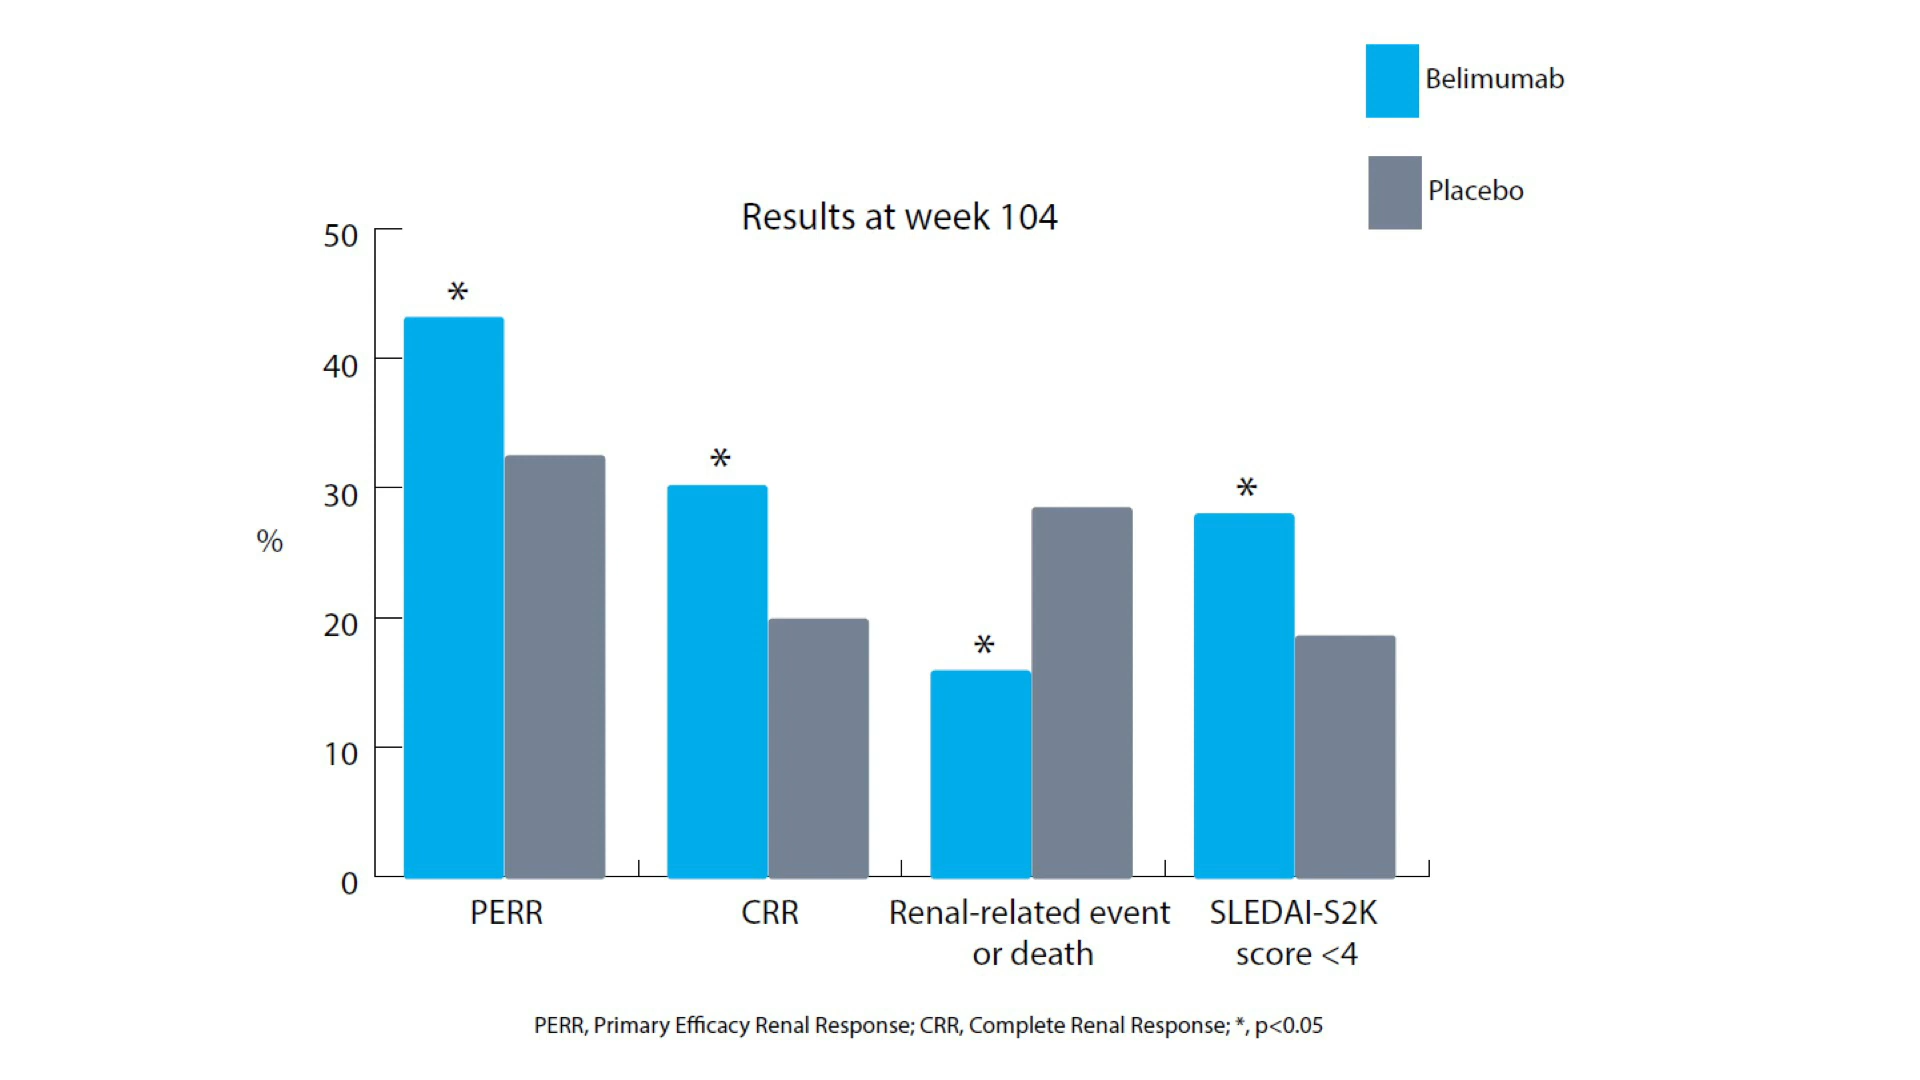 Belimumab
Placebo
Results at week 104
50
40
30
20
10
0
%
*
*
*
*
PERR
CRR
Renal-related event
or death
SLEDAI-S2K
score <4
PERR, Primary Efficacy Renal Response; CRR, Complete Renal Response; *, p<0.05